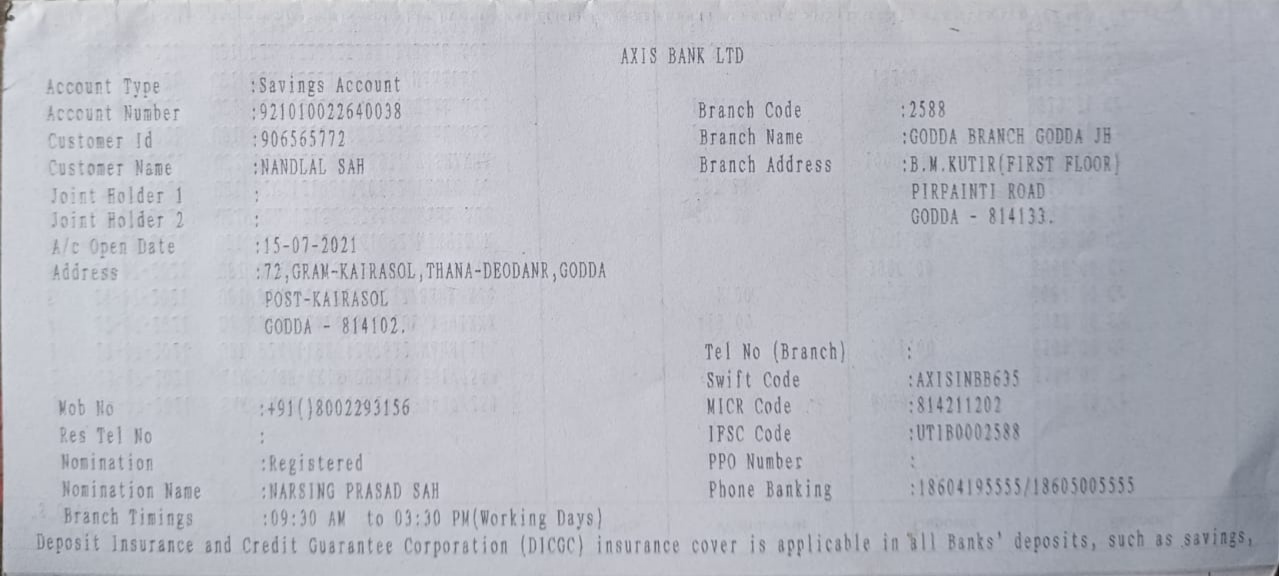 AXIS BANK LTD
Account Type :Savings Account
Account Number :921010022640038 Branch Code :2588
Customer Id :906565772 Branch Name :GODDA BRANCH GODDA JH
Customer Name :NANDLAL SAH Branch Address :B.M.KUTIR(FIRST FLOOR)
Joint Holder 1 : PIRPAINTI ROAD
Joint Holder 2 : GODDA - 814133.
A/c Open Date :15-07-2021
Address :72,GRAM-KAIRASOL,THANA-DEODANR,GODDA
POST-KAIRASOL
GODDA - 814102.
Tel No (Branch) :
Swift Code :AXISINBB635
Mob No :+91()8002293156 MICR Code :814211202
Res Tel No : IFSC Code :UTIB0002588
Nomination :Registered PPO Number :
Nomination Name :NARSING PRASAD SAH Phone Banking :18604195555/18605005555
Branch Timings :09:30 AM to 03:30 PM(Working Days)
Deposit Insurance and Credit Guarantee Corporation (DICGC) insurance cover is applicable in all Banks' deposits, such as savings,